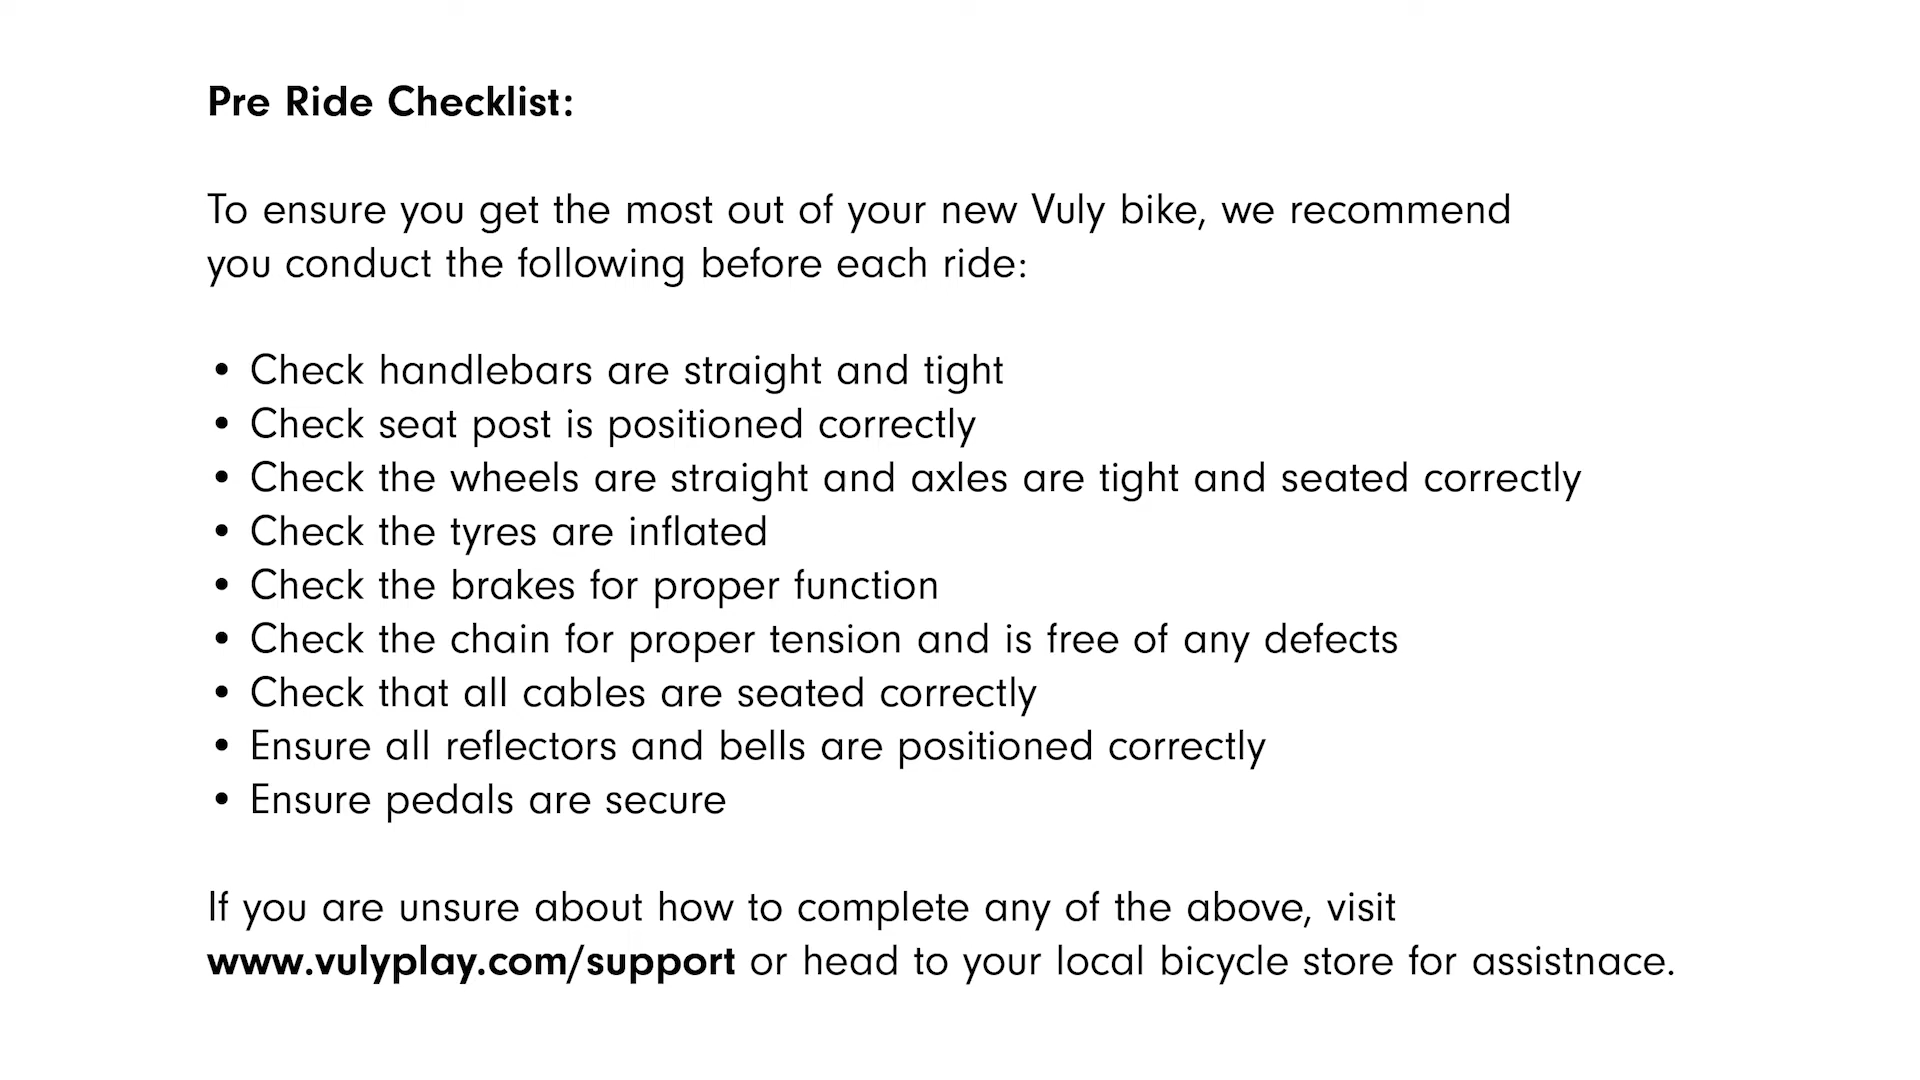 Pre Ride Checklist:
To ensure you get the most out of your new Vuly bike, we recommend
you conduct the following before each ride:
• Check handlebars are straight and tight
• Check seat post is positioned correctly
• Check the wheels are straight and axles are tight and seated correctly
• Check the tyres are inflated
• Check the brakes for proper function
• Check the chain for proper tension and is free of any defects
• Check that all cables are seated correctly
• Ensure all reflectors and bells are positioned correctly
• Ensure pedals are secure
If you are unsure about how to complete any of the above, visit
www.vulyplay.com/support or head to your local bicycle store for assistnace.